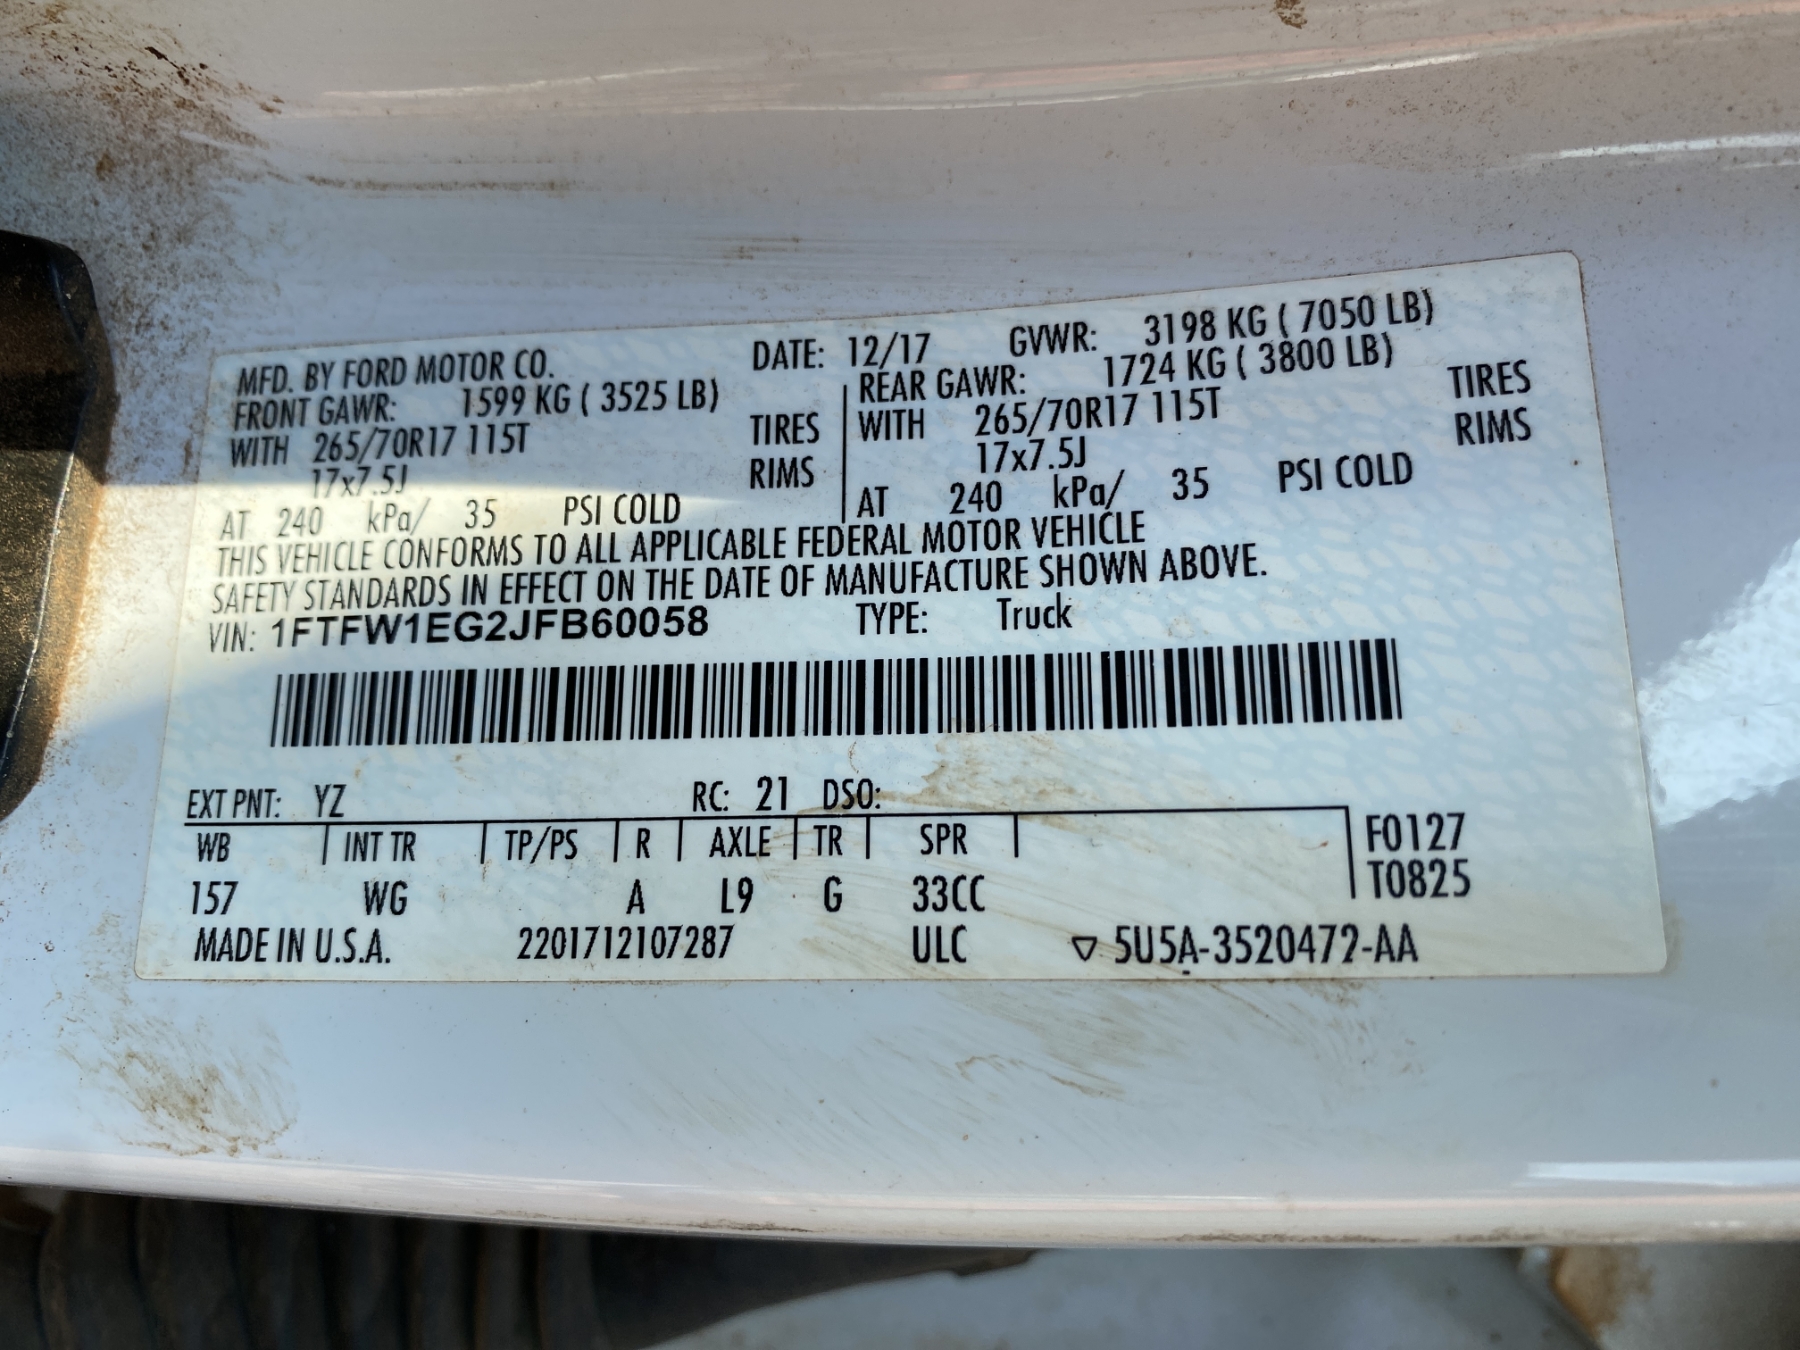 MFD. BY FORD MOTOR CO. DATE: 12/17 GVWR: 3198 KG ( 7050 LB)
FRONT GAWR: 1599 KG ( 3525 LB) REAR GAWR: 1724 KG ( 3800 LB)
WITH 265/70R17 115T TIRES WITH 265/70R17 115T TIRES
17x7.5J RIMS 17x7.5J RIMS
AT 240 kPa/ 35 PSI COLD AT 240 kPa/ 35 PSI COLD
THIS VEHICLE CONFORMS TO ALL APPLICABLE FEDERAL MOTOR VEHICLE
SAFETY STANDARDS IN EFFECT ON THE DATE OF MANUFACTURE SHOWN ABOVE.
VIN: 1FTFW1EG2JFB60058 TYPE: Truck
EXT PNT: YZ RC: 21 DSO:
WB INT TR TP/PS R AXLE TR SPR F0127
T0825
157 WG A L9 G 33CC
MADE IN U.S.A. 2201712107287 ULC ▽ 5U5A-3520472-AA